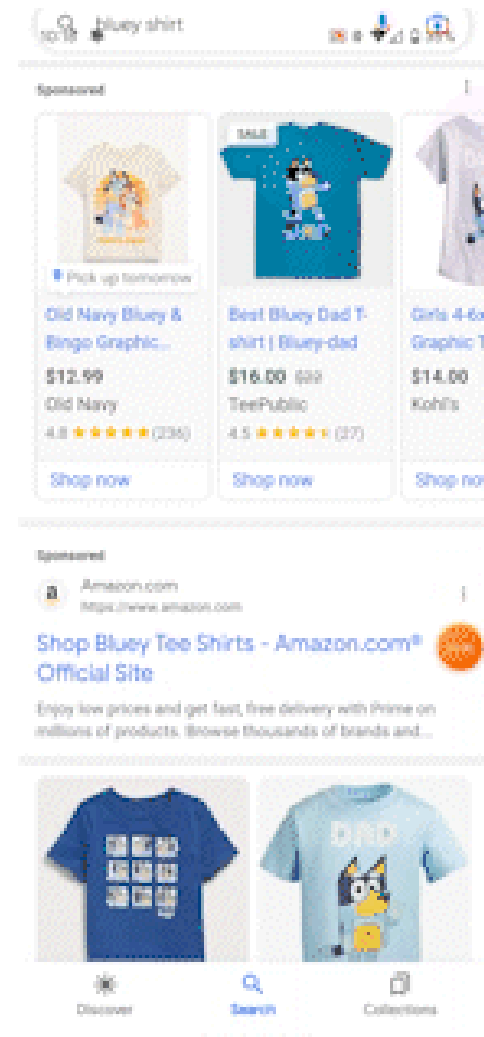 bluey shirt
Sponsored
SALE
Pick up tomorrow
Old Navy Bluey &
Bingo Graphic...
$12.99
Old Navy
4.8 (236)
Shop now
Best Bluey Dad T-
shirt | Bluey-dad
$16.00 $22
TeePublic
4.5 (27)
Shop now
Girls 4-6x
Graphic T
$14.00
Kohl's
Shop no
Sponsored
a
Amazon.com
https://www.amazon.com
Shop Bluey Tee Shirts - Amazon.com®
Official Site
Enjoy low prices and get fast, free delivery with Prime on
millions of products. Browse thousands of brands and...
DAD
Discover
Search
Collections